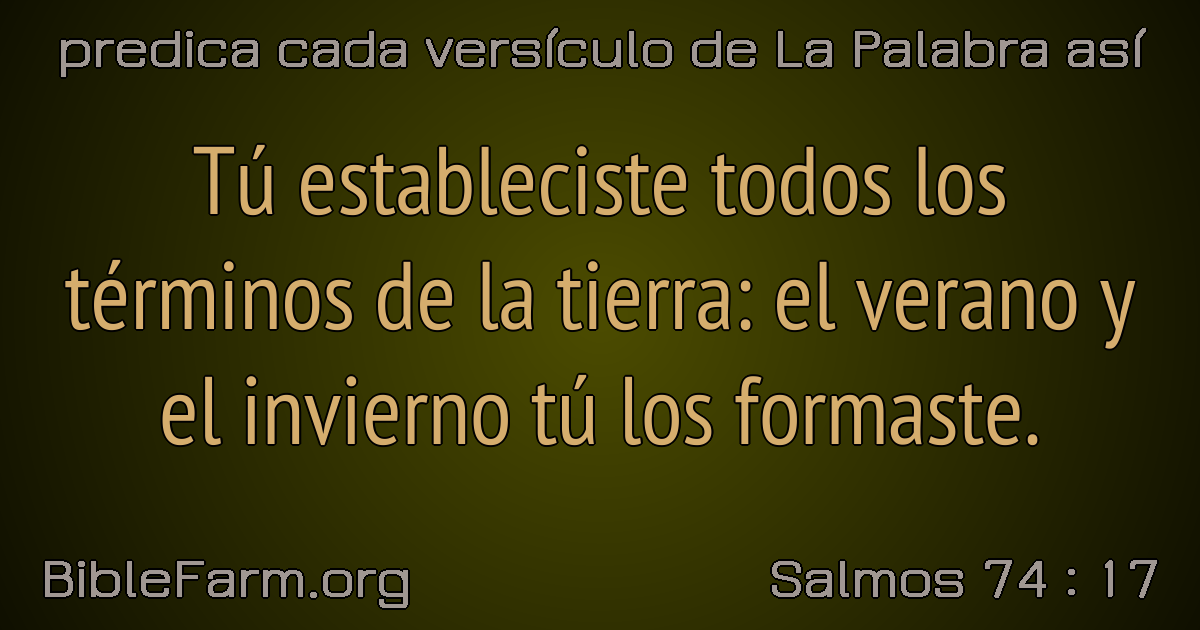 predica cada versículo de La Palabra así
Tú estableciste todos los
términos de la tierra: el verano y
el invierno tú los formaste.
BibleFarm.org
Salmos 74 : 17